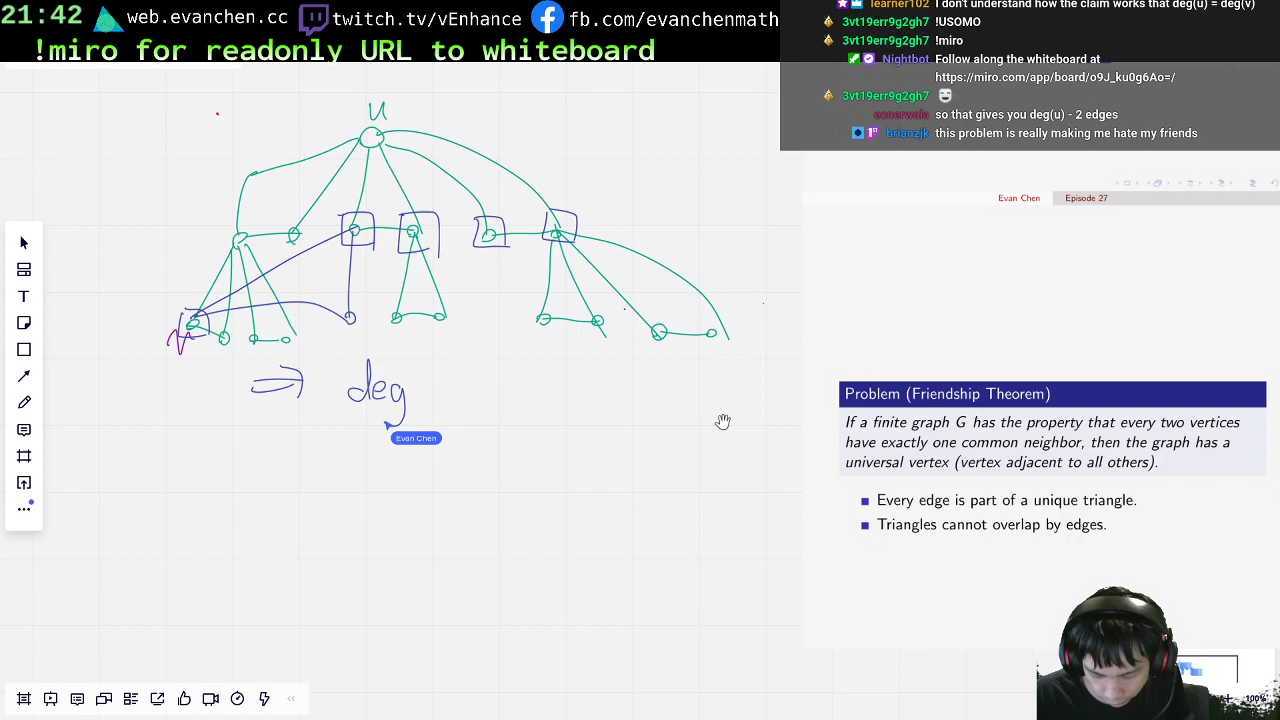 21:42 web.evanchen.cc twitch.tv/vEnhance fb.com/evanchenmath
!miro for readonly URL to whiteboard
learner102 I don't understand how the claim works that deg(u) = deg(v)
3vt19err9g2gh7 !USOMO
3vt19err9g2gh7 !miro
Nightbot Follow along the whiteboard at
https://miro.com/app/board/o9J_ku0g6Ao=/
3vt19err9g2gh7
so that gives you deg(u) - 2 edges
brianzjk this problem is really making me hate my friends
u
T
v
⇒ deg
Evan Chen
Evan Chen Episode 27
Problem (Friendship Theorem)
If a finite graph G has the property that every two vertices
have exactly one common neighbor, then the graph has a
universal vertex (vertex adjacent to all others).
Every edge is part of a unique triangle.
Triangles cannot overlap by edges.
100%